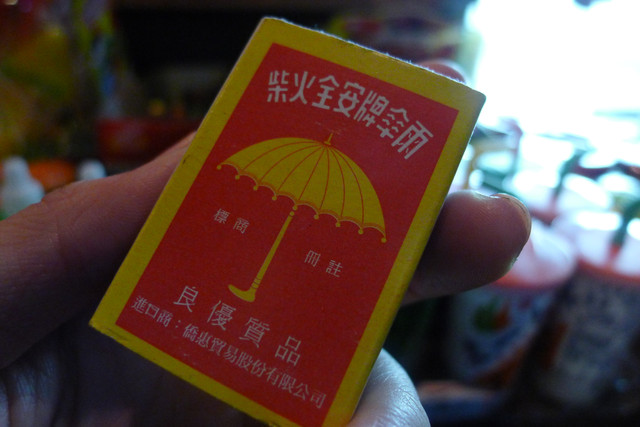 雨傘牌安全火柴
註冊 商標
良優質品
進口商：僑惠貿易股份有限公司